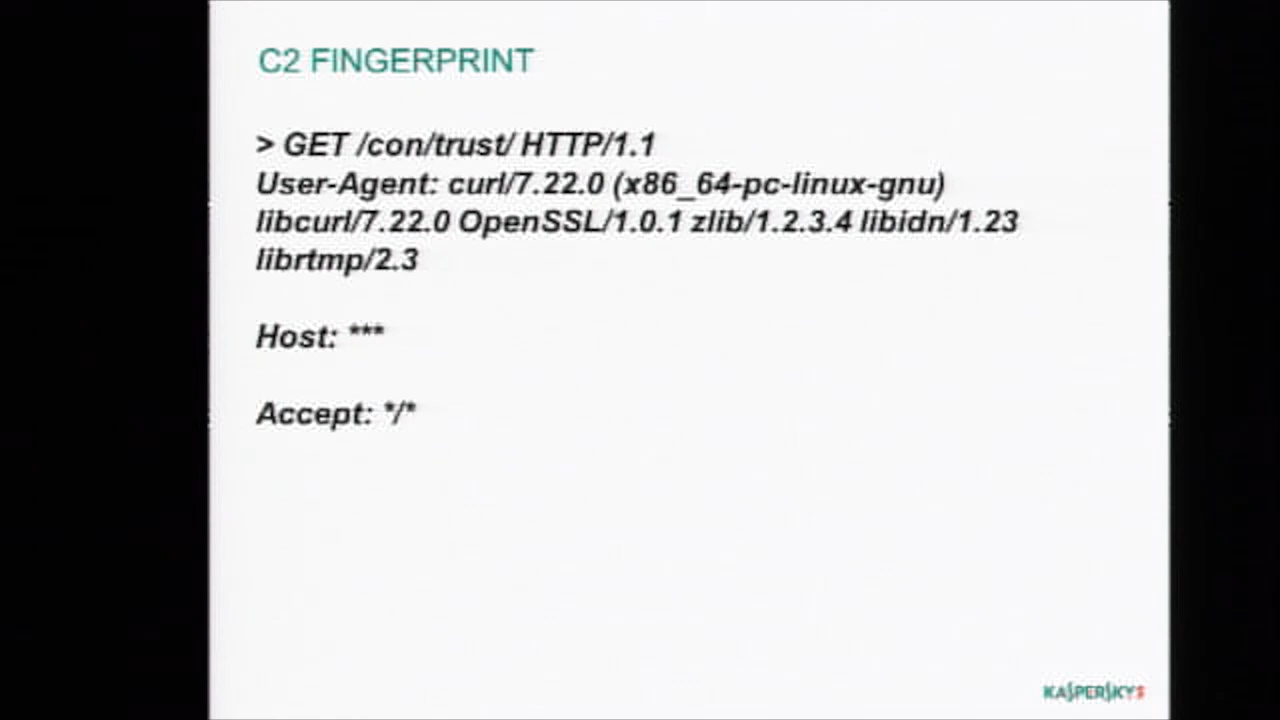 C2 FINGERPRINT
> GET /con/trust/ HTTP/1.1
User-Agent: curl/7.22.0 (x86_64-pc-linux-gnu)
libcurl/7.22.0 OpenSSL/1.0.1 zlib/1.2.3.4 libidn/1.23
librtmp/2.3
Host: ***
Accept: */*
KASPERSKY